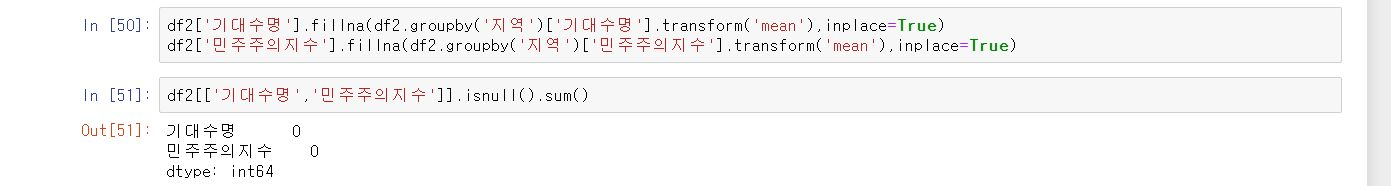 In [50]: df2['기대수명'].fillna(df2.groupby('지역')['기대수명'].transform('mean'),inplace=True)
df2['민주주의지수'].fillna(df2.groupby('지역')['민주주의지수'].transform('mean'),inplace=True)
In [51]: df2[['기대수명','민주주의지수']].isnull().sum()
Out[51]: 기대수명 0
민주주의지수 0
dtype: int64